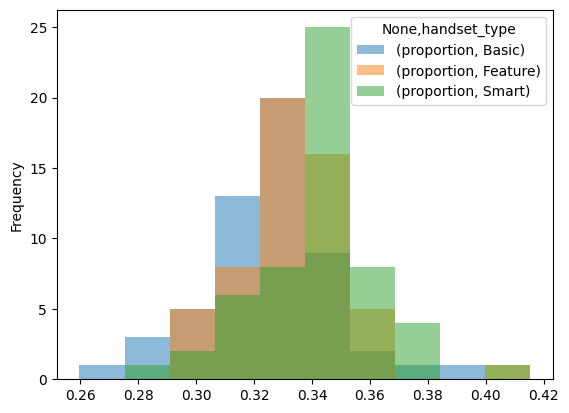 None,handset_type
(proportion, Basic)
(proportion, Feature)
(proportion, Smart)
Frequency
25
20
15
10
5
0
0.26 0.28 0.30 0.32 0.34 0.36 0.38 0.40 0.42